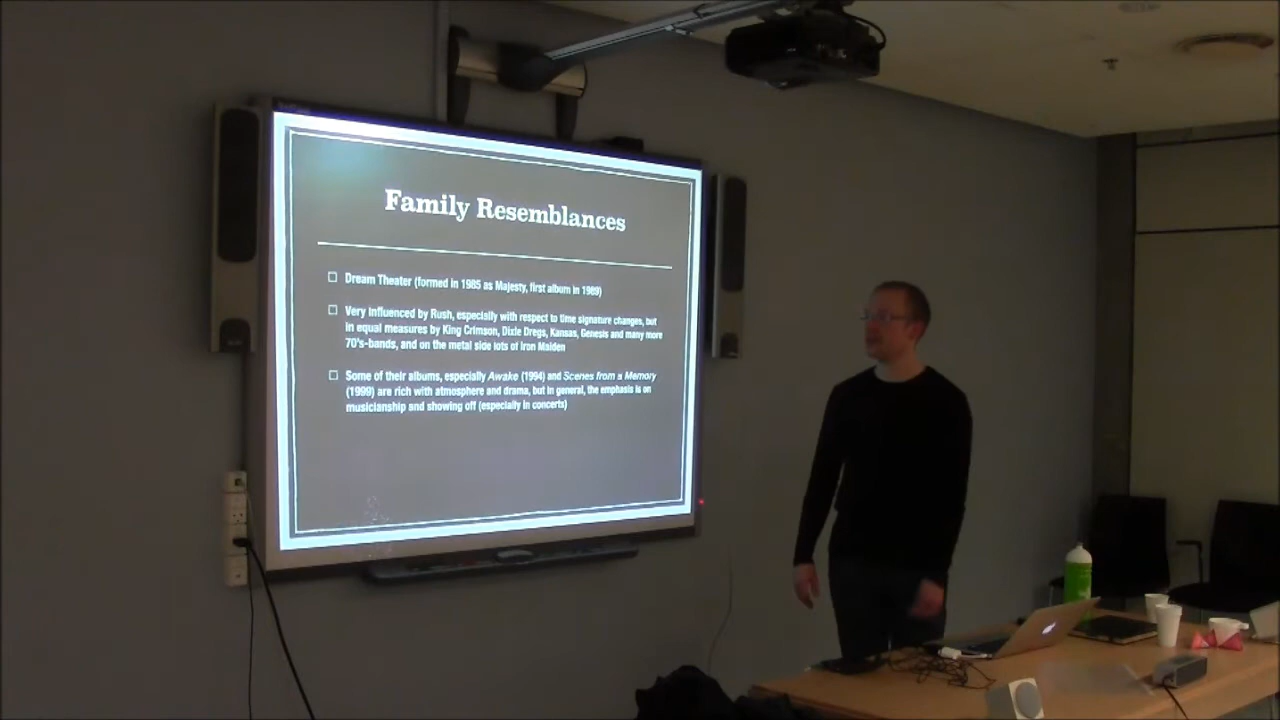 Family Resemblances
Dream Theater (formed in 1985 as Majesty, first album in 1989)
Very influenced by Rush, especially with respect to time signature changes, but
in equal measures by King Crimson, Dixie Dregs, Kansas, Genesis and many more
70's-bands, and on the metal side lots of Iron Maiden
Some of their albums, especially Awake (1994) and Scenes from a Memory
(1999) are rich with atmosphere and drama, but in general, the emphasis is on
musicianship and showing off (especially in concerts)